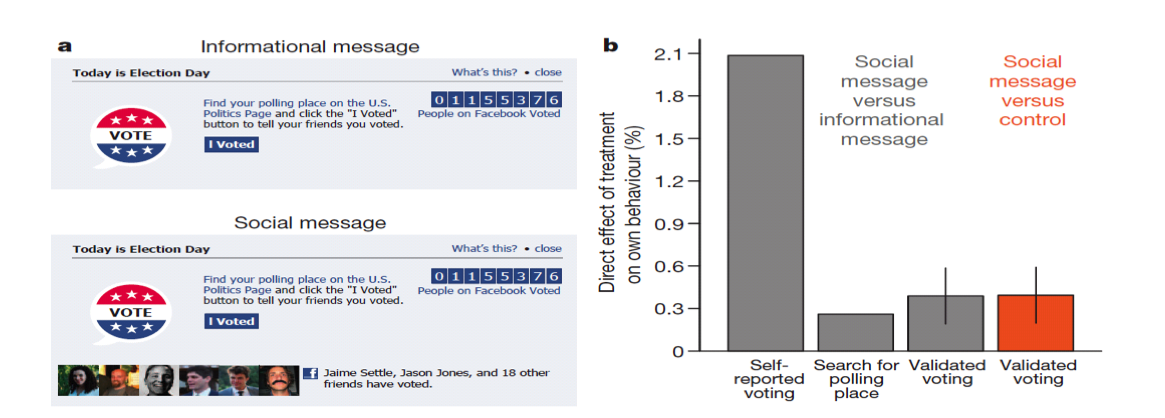 a
Informational message
Today is Election Day
What's this? • close
Find your polling place on the U.S.
Politics Page and click the "I Voted"
button to tell your friends you voted.
I Voted
0 1 1 5 5 3 7 6
People on Facebook Voted
VOTE
Social message
Today is Election Day
What's this? • close
Find your polling place on the U.S.
Politics Page and click the "I Voted"
button to tell your friends you voted.
I Voted
0 1 1 5 5 3 7 6
People on Facebook Voted
VOTE
f Jaime Settle, Jason Jones, and 18 other
friends have voted.
b
Direct effect of treatment
on own behaviour (%)
2.1
1.8
1.5
1.2
0.9
0.6
0.3
0
Social
message
versus
informational
message
Social
message
versus
control
Self-
reported
voting
Search for
polling
place
Validated
voting
Validated
voting